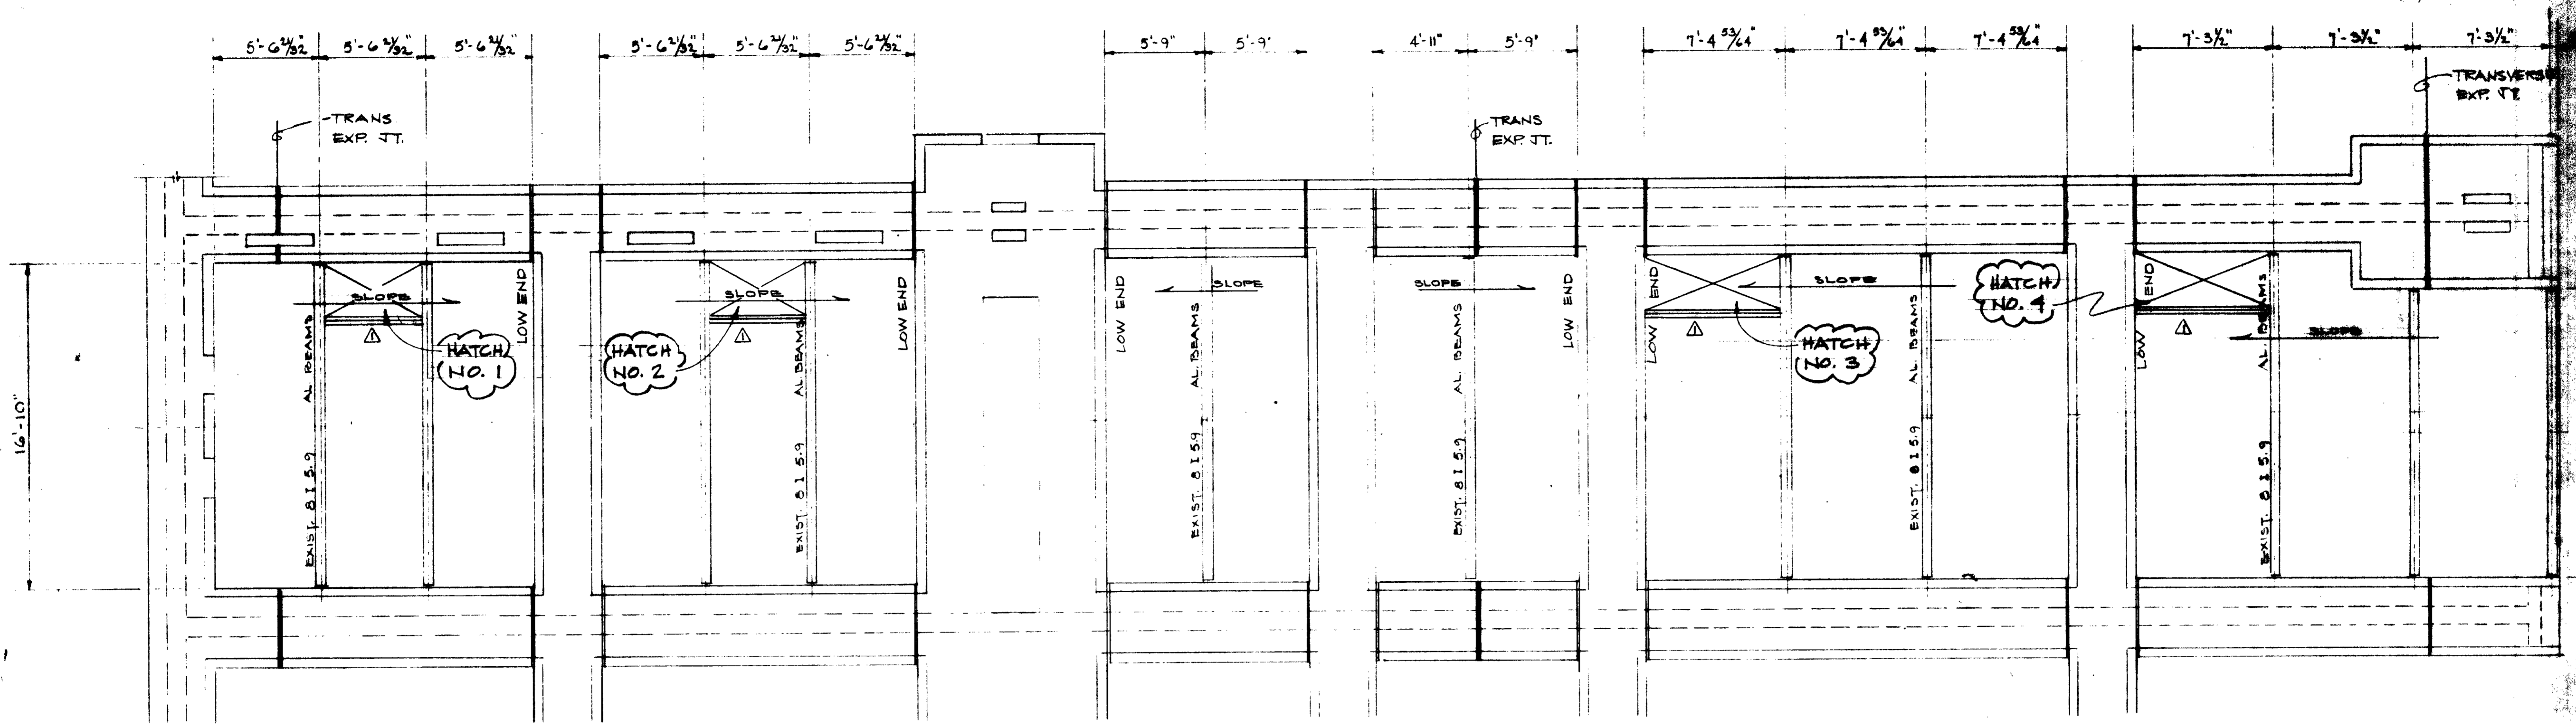 5'-6 21/32" 5'-6 21/32" 5'-6 21/32" 5'-6 21/32" 5'-6 21/32" 5'-6 21/32" 5'-9" 5'-9" 4'-11" 5'-9" 7'-4 53/64" 7'-4 53/64" 7'-4 53/64" 7'-3 1/2" 7'-3 1/2" 7'-3 1/2"
TRANS
EXP. JT.
TRANS
EXP. JT.
TRANSVERSE
EXP. JT.
16'-10"
SLOPE
LOW END
EXIST. 8 I 5.9 AL BEAMS
1
HATCH
NO. 1
HATCH
NO. 2
SLOPE
1
EXIST. 8 I 5.9 AL. BEAMS
LOW END
LOW END
SLOPE
EXIST. 8 I 5.9 AL. BEAMS
SLOPE
EXIST. 8 I 5.9 AL. BEAMS
LOW END
LOW END
SLOPE
1
HATCH
NO. 3
EXIST. 8 I 5.9 AL. BEAMS
HATCH
NO. 4
LOW END
1
SLOPE
EXIST. 8 I 5.9 AL. BEAMS